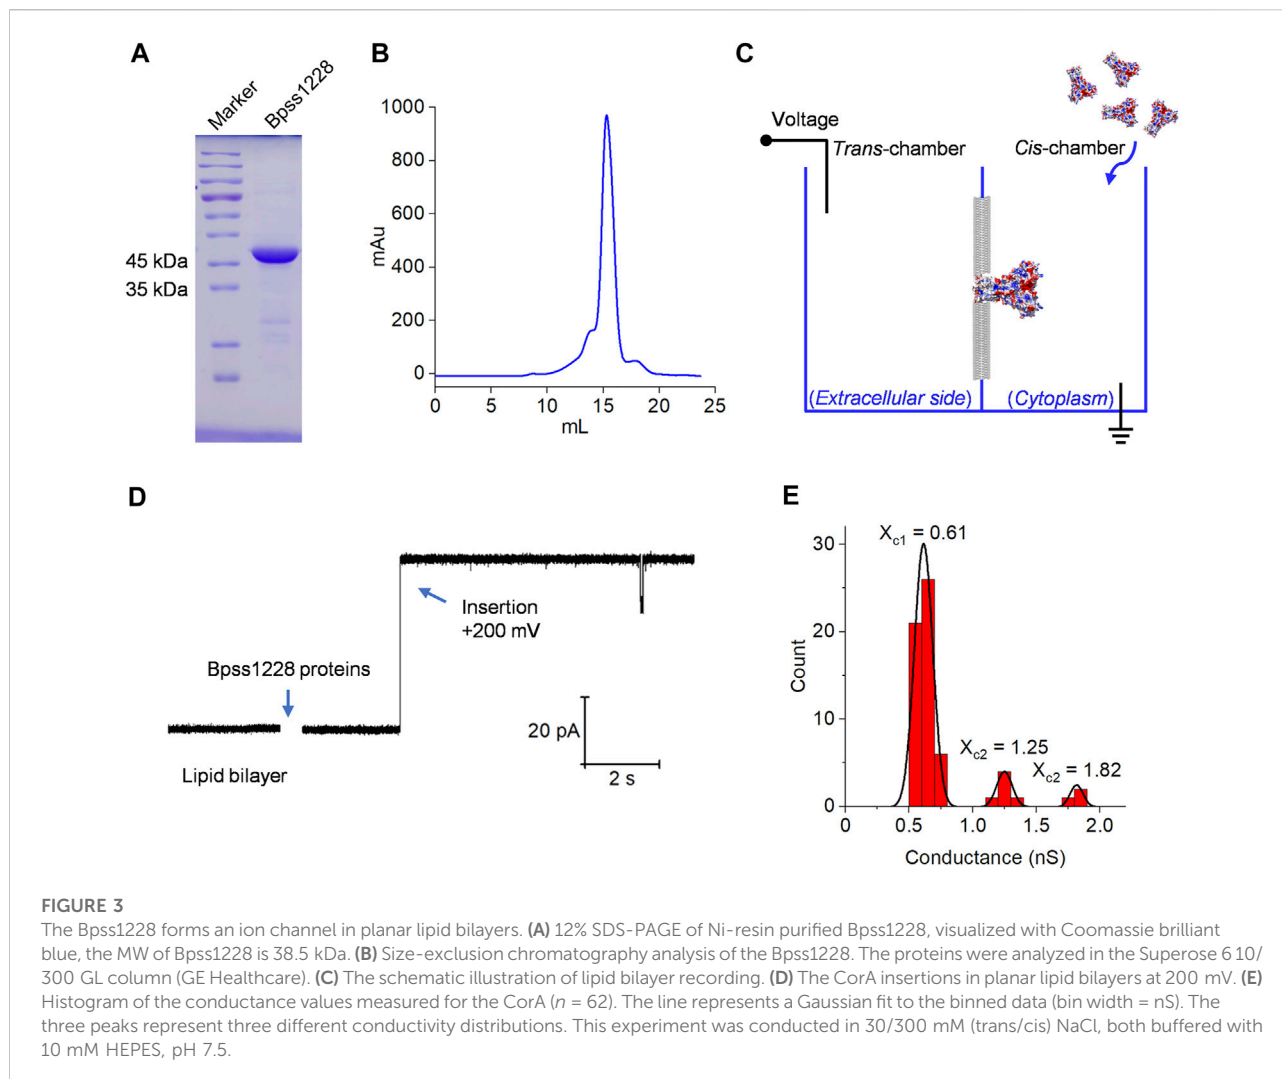 A
Marker
Bpss1228
45 kDa
35 kDa
B
1000
800
600
400
200
0
mAu
0 5 10 15 20 25
mL
C
Voltage
Trans-chamber
Cis-chamber
(Extracellular side)
(Cytoplasm)
D
Insertion
+200 mV
Bpss1228 proteins
Lipid bilayer
20 pA
2 s
E
Xc1 = 0.61
Xc2 = 1.25
Xc2 = 1.82
30
20
10
0
Count
0 0.5 1.0 1.5 2.0
Conductance (nS)
FIGURE 3
The Bpss1228 forms an ion channel in planar lipid bilayers. (A) 12% SDS-PAGE of Ni-resin purified Bpss1228, visualized with Coomassie brilliant
blue, the MW of Bpss1228 is 38.5 kDa. (B) Size-exclusion chromatography analysis of the Bpss1228. The proteins were analyzed in the Superose 6 10/
300 GL column (GE Healthcare). (C) The schematic illustration of lipid bilayer recording. (D) The CorA insertions in planar lipid bilayers at 200 mV. (E)
Histogram of the conductance values measured for the CorA (n = 62). The line represents a Gaussian fit to the binned data (bin width = nS). The
three peaks represent three different conductivity distributions. This experiment was conducted in 30/300 mM (trans/cis) NaCl, both buffered with
10 mM HEPES, pH 7.5.